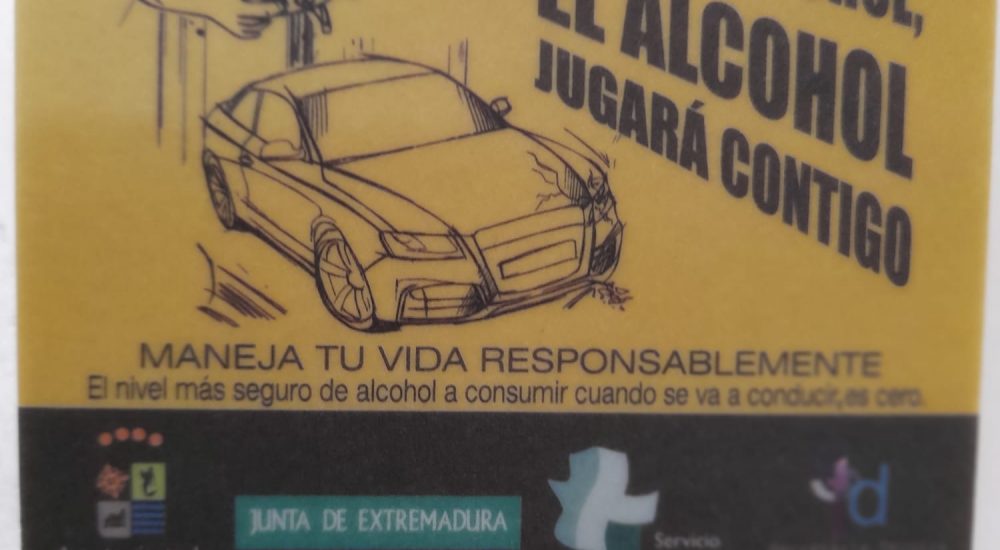 EL ALCOHOL
JUGARÁ CONTIGO
MANEJA TU VIDA RESPONSABLEMENTE
El nivel más seguro de alcohol a consumir cuando se va a conducir,es cero.
JUNTA DE EXTREMADURA
Servicio
d